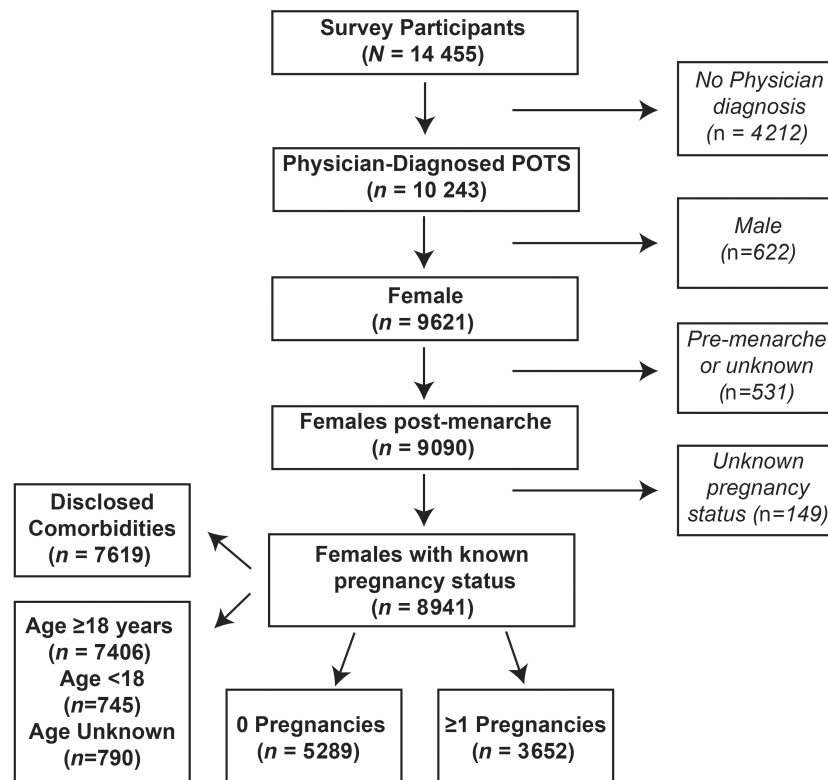 Survey Participants
(N = 14 455)
No Physician
diagnosis
(n = 4212)
Physician-Diagnosed POTS
(n = 10 243)
Male
(n=622)
Female
(n = 9621)
Pre-menarche
or unknown
(n=531)
Females post-menarche
(n = 9090)
Unknown
pregnancy
status (n=149)
Disclosed
Comorbidities
(n = 7619)
Females with known
pregnancy status
(n = 8941)
Age ≥18 years
(n = 7406)
Age <18
(n=745)
Age Unknown
(n=790)
0 Pregnancies
(n = 5289)
≥1 Pregnancies
(n = 3652)